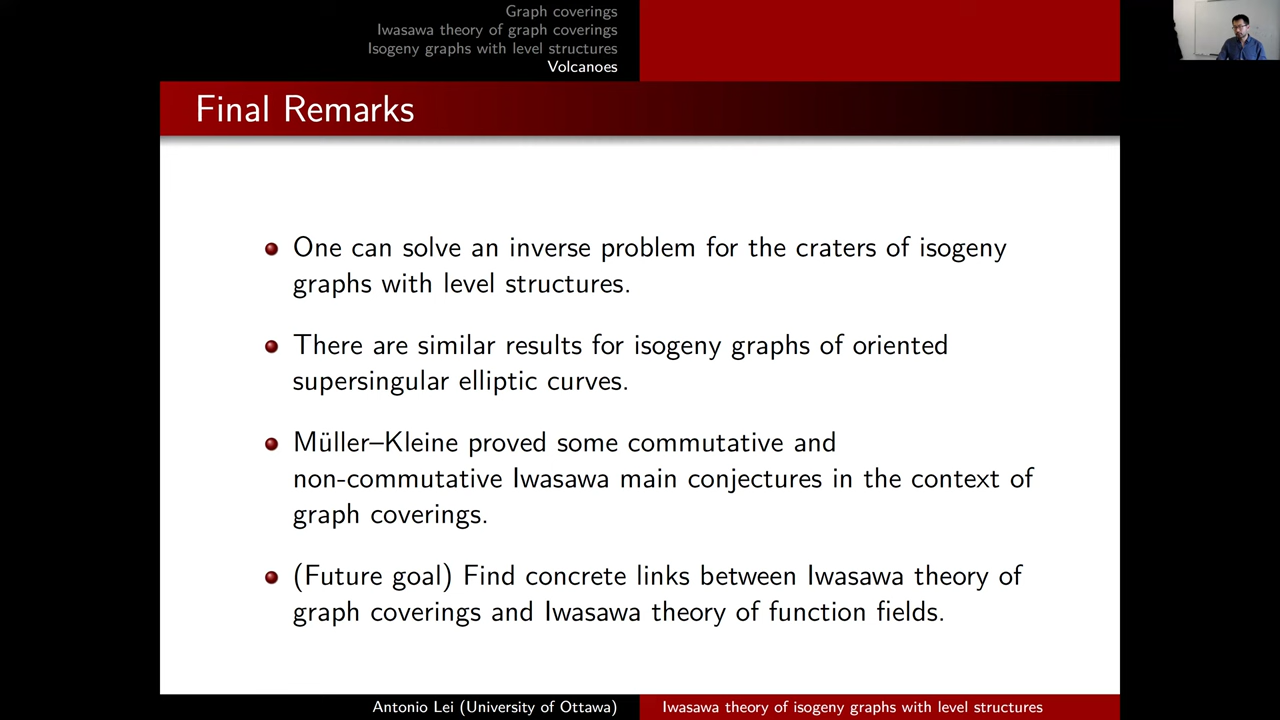 Graph coverings
Iwasawa theory of graph coverings
Isogeny graphs with level structures
Volcanoes
Final Remarks
One can solve an inverse problem for the craters of isogeny
graphs with level structures.
There are similar results for isogeny graphs of oriented
supersingular elliptic curves.
Müller–Kleine proved some commutative and
non-commutative Iwasawa main conjectures in the context of
graph coverings.
(Future goal) Find concrete links between Iwasawa theory of
graph coverings and Iwasawa theory of function fields.
Antonio Lei (University of Ottawa)
Iwasawa theory of isogeny graphs with level structures